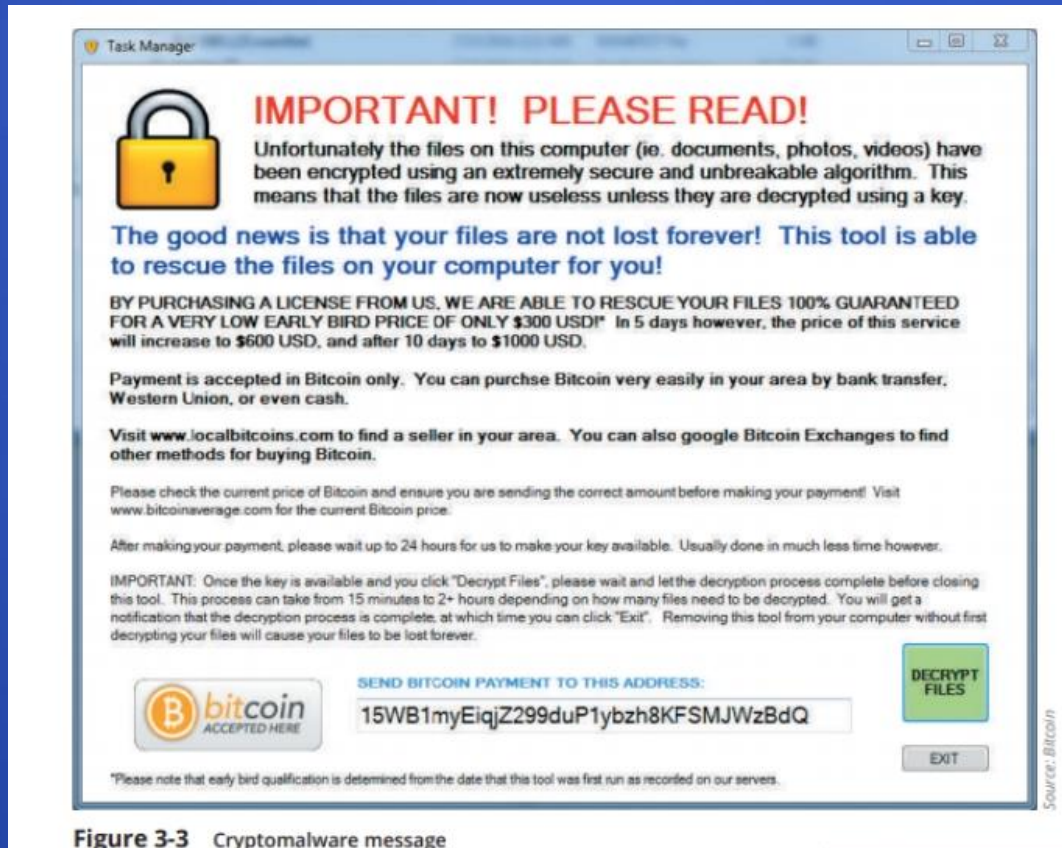 Task Manager
IMPORTANT! PLEASE READ!
Unfortunately the files on this computer (ie. documents, photos, videos) have
been encrypted using an extremely secure and unbreakable algorithm. This
means that the files are now useless unless they are decrypted using a key.
The good news is that your files are not lost forever! This tool is able
to rescue the files on your computer for you!
BY PURCHASING A LICENSE FROM US, WE ARE ABLE TO RESCUE YOUR FILES 100% GUARANTEED
FOR A VERY LOW EARLY BIRD PRICE OF ONLY $300 USD!* In 5 days however, the price of this service
will increase to $600 USD, and after 10 days to $1000 USD.
Payment is accepted in Bitcoin only. You can purchse Bitcoin very easily in your area by bank transfer,
Western Union, or even cash.
Visit www.localbitcoins.com to find a seller in your area. You can also google Bitcoin Exchanges to find
other methods for buying Bitcoin.
Please check the current price of Bitcoin and ensure you are sending the correct amount before making your payment! Visit
www.bitcoinaverage.com for the current Bitcoin price.
After making your payment, please wait up to 24 hours for us to make your key available. Usually done in much less time however.
IMPORTANT: Once the key is available and you click "Decrypt Files", please wait and let the decryption process complete before closing
this tool. This process can take from 15 minutes to 2+ hours depending on how many files need to be decrypted. You will get a
notification that the decryption process is complete, at which time you can click "Exit". Removing this tool from your computer without first
decrypting your files will cause your files to be lost forever.
bitcoin
ACCEPTED HERE
SEND BITCOIN PAYMENT TO THIS ADDRESS:
15WB1myEiqjZ299duP1ybzh8KFSMJWzBdQ
DECRYPT
FILES
EXIT
*Please note that early bird qualification is determined from the date that this tool was first run as recorded on our servers.
Source: Bitcoin
Figure 3-3 Cryptomalware message